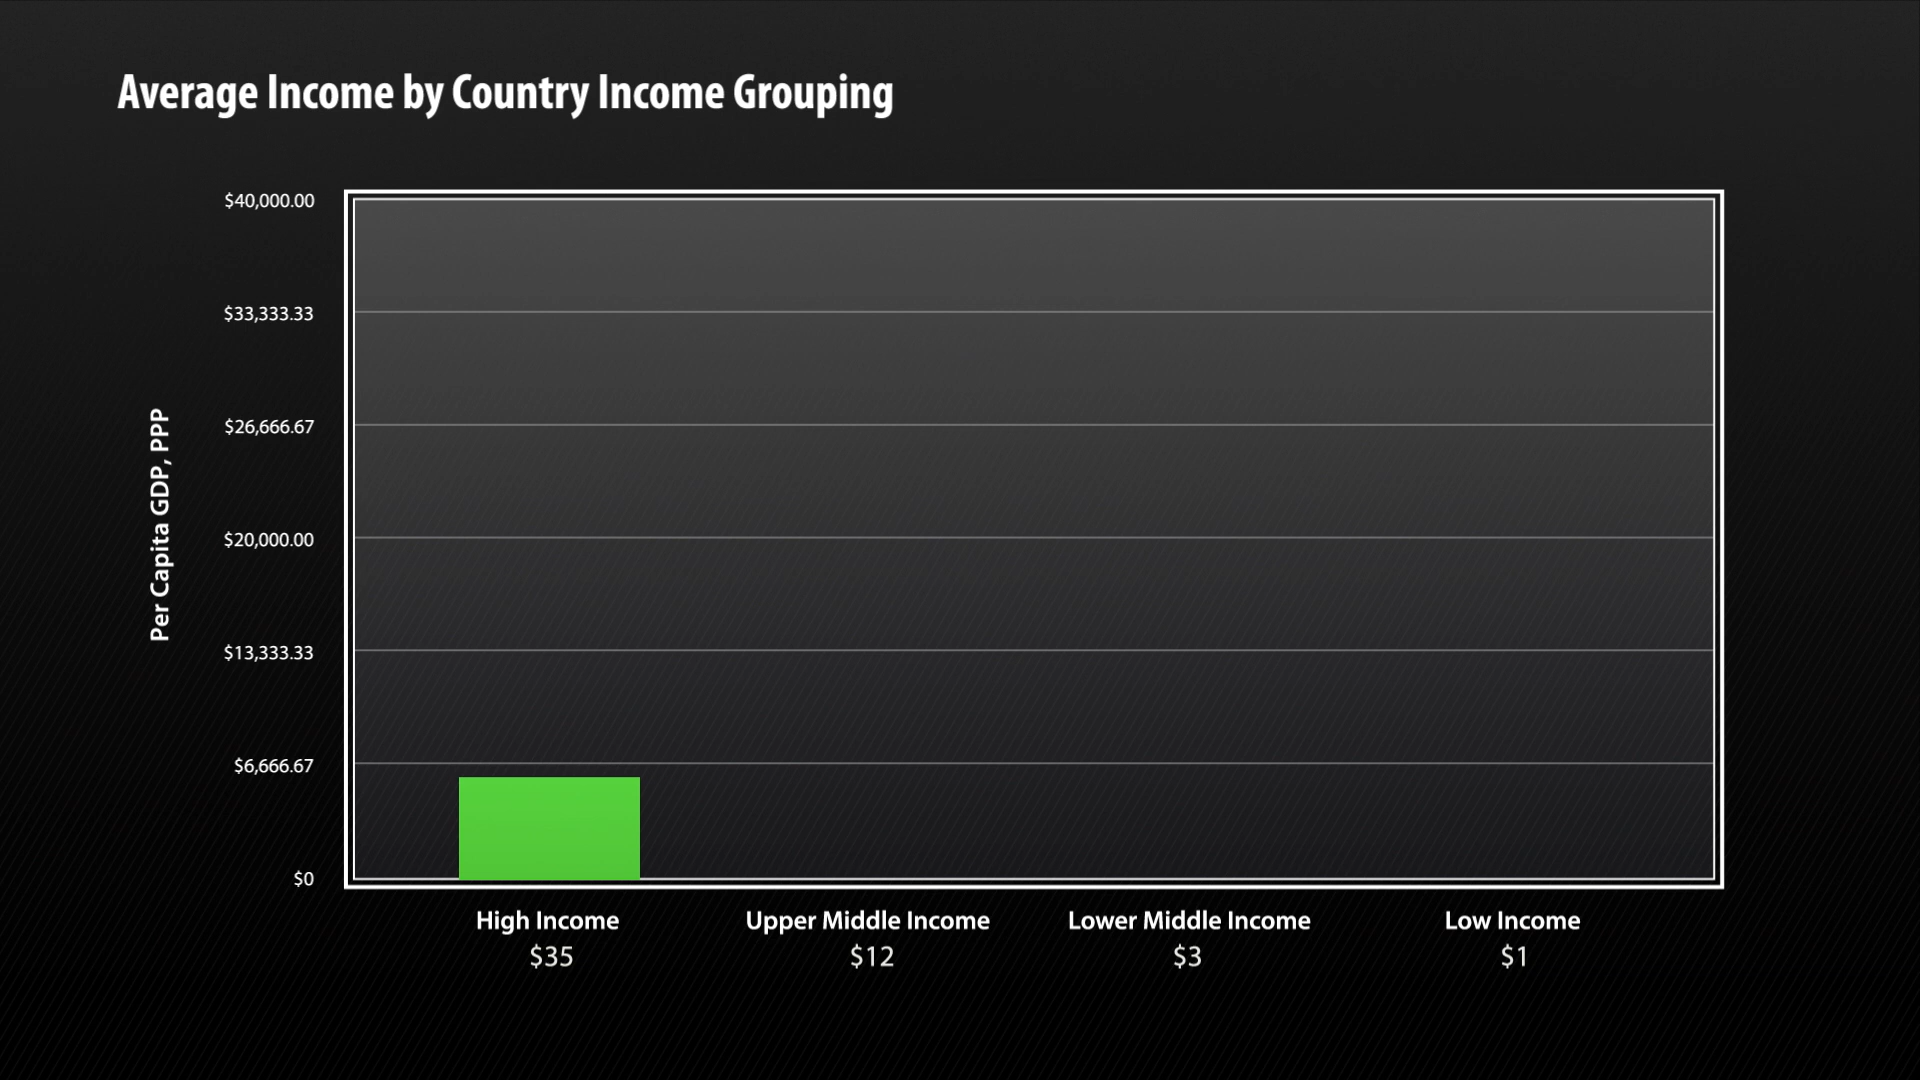 Average Income by Country Income Grouping
$40,000.00
$33,333.33
$26,666.67
$20,000.00
$13,333.33
$6,666.67
$0
Per Capita GDP, PPP
High Income
$35
Upper Middle Income
$12
Lower Middle Income
$3
Low Income
$1